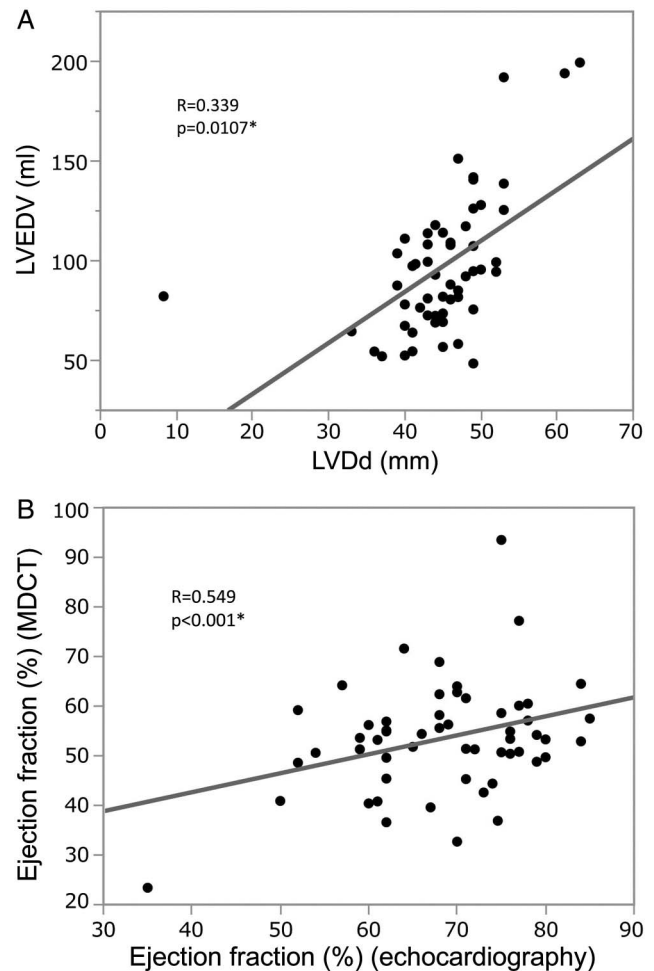 A
200
150
100
50
LVEDV (ml)
R=0.339
p=0.0107*
0 10 20 30 40 50 60 70
LVDd (mm)
B
100
90
80
70
60
50
40
30
20
Ejection fraction (%) (MDCT)
R=0.549
p<0.001*
30 40 50 60 70 80 90
Ejection fraction (%) (echocardiography)